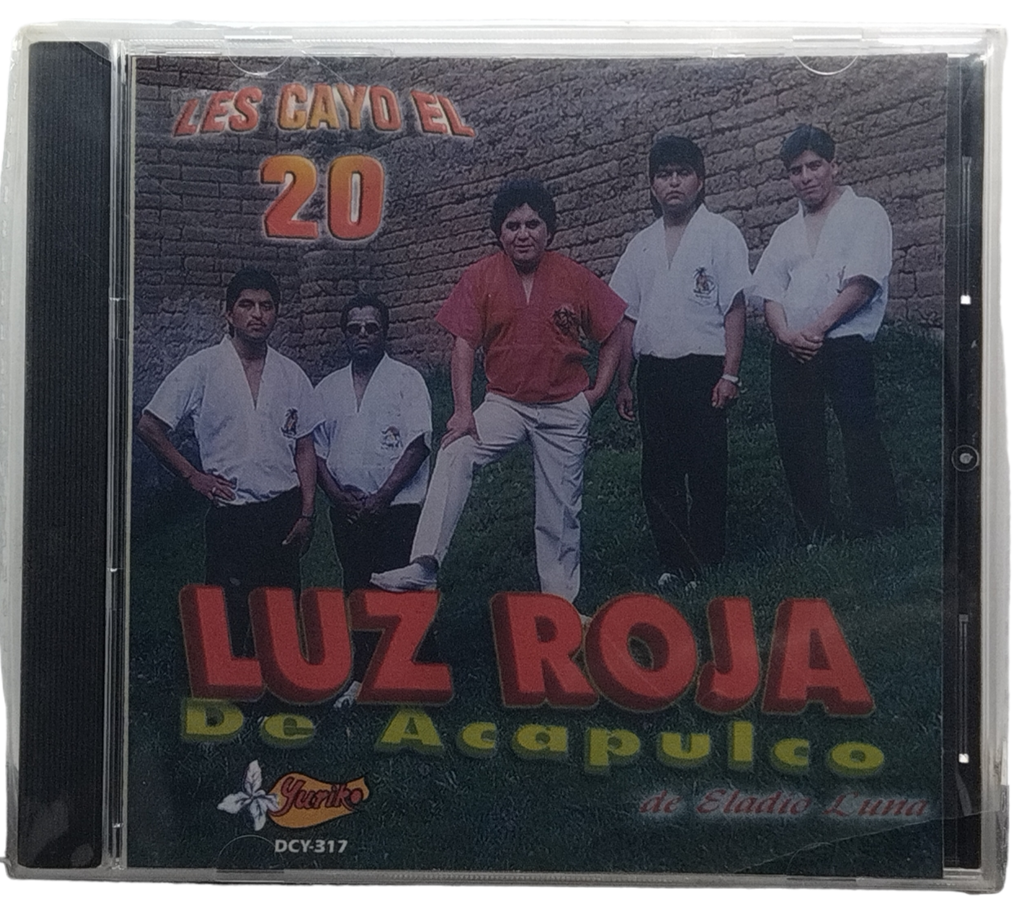 LES CAYO EL
20
LUZ ROJA
De Acapulco
Yuriko
de Eladio Luna
DCY-317